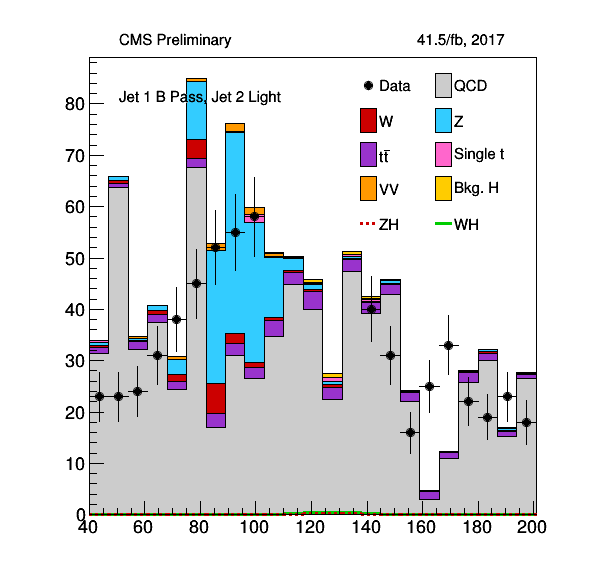 CMS Preliminary 41.5/fb, 2017
Jet 1 B Pass, Jet 2 Light
Data QCD
W Z
tt̄ Single t
VV Bkg. H
ZH WH
80
70
60
50
40
30
20
10
0
40 60 80 100 120 140 160 180 200